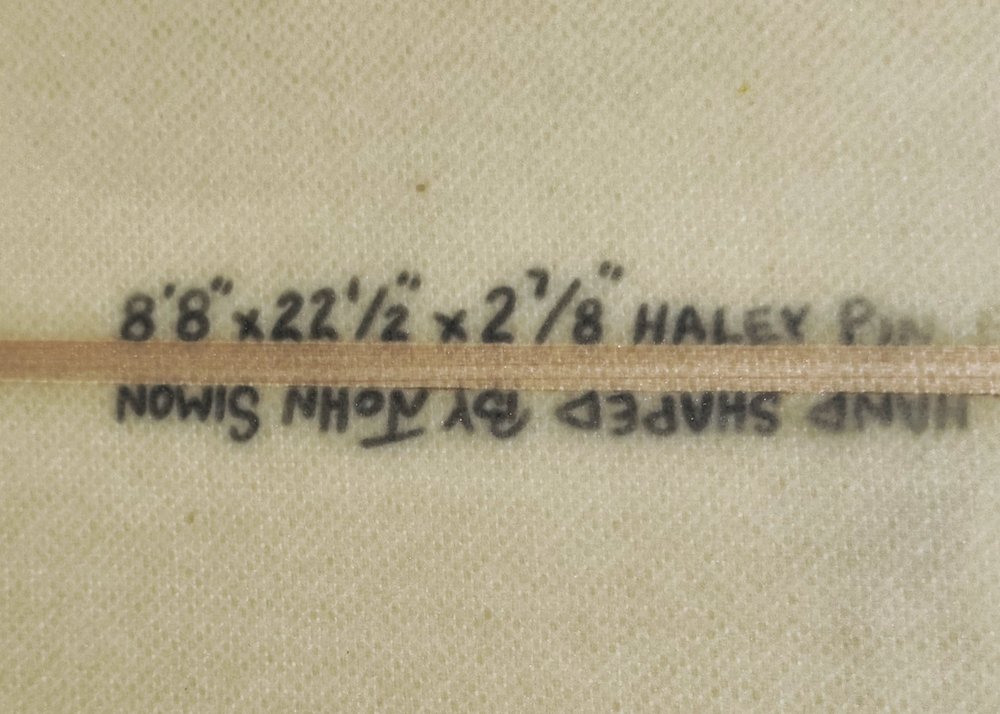 8'8" x 22 1/2" x 2 7/8" HALEY PIN
HAND SHAPED BY JOHN SIMON